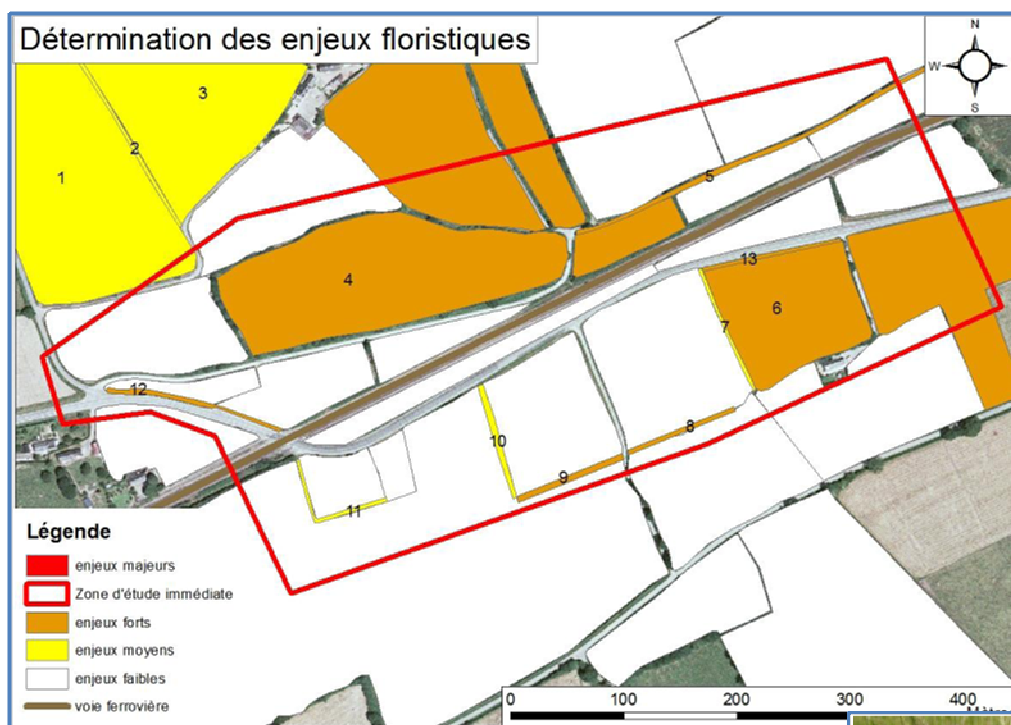 Détermination des enjeux floristiques
N
W
S
3
2
1
5
4
13
6
7
12
8
10
9
11
Légende
enjeux majeurs
Zone d'étude immédiate
enjeux forts
enjeux moyens
enjeux faibles
voie ferrovière
0 100 200 300 400